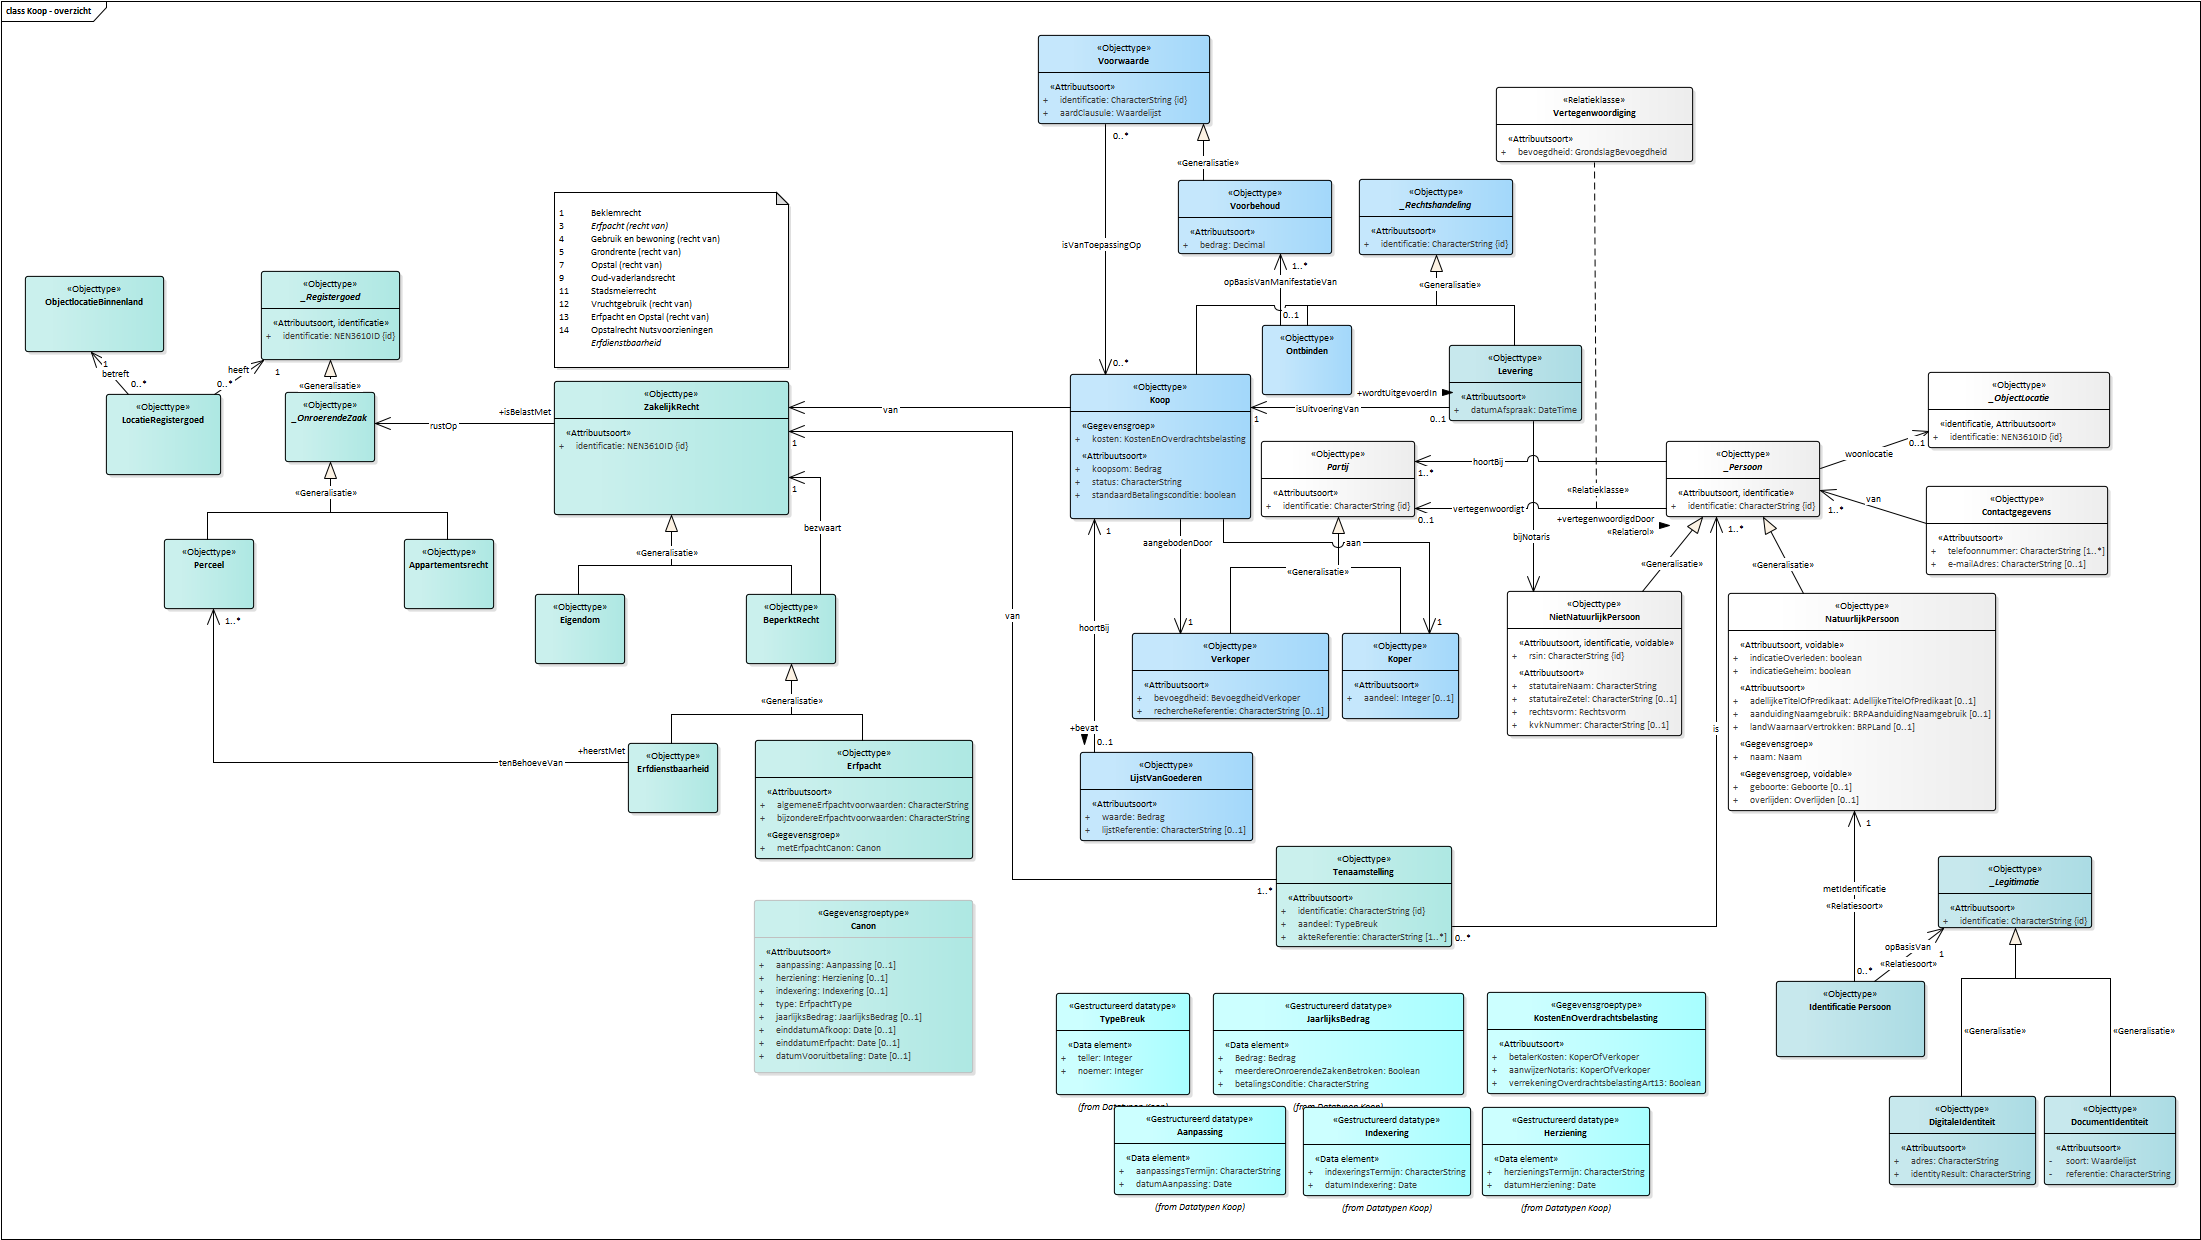 class Koop - overzicht
«Objecttype»
Voorwaarde
«Attribuutsoort»
+ identificatie: CharacterString {id}
+ aardClausule: Waardelijst
0..*
«Generalisatie»
isVanToepassingOp
0..*
«Relatieklasse»
Vertegenwoordiging
«Attribuutsoort»
+ bevoegdheid: GrondslagBevoegdheid
«Objecttype»
Voorbehoud
«Attribuutsoort»
+ bedrag: Decimal
1..*
opBasisVanManifestatieVan
0..1
«Objecttype»
_Rechtshandeling
«Attribuutsoort»
+ identificatie: CharacterString {id}
«Generalisatie»
1 Beklemrecht
3 Erfpacht (recht van)
4 Gebruik en bewoning (recht van)
5 Grondrente (recht van)
7 Opstal (recht van)
9 Oud-vaderlandsrecht
11 Stadsmeierrecht
12 Vruchtgebruik (recht van)
13 Erfpacht en Opstal (recht van)
14 Opstalrecht Nutsvoorzieningen
Erfdienstbaarheid
«Objecttype»
ObjectlocatieBinnenland
«Objecttype»
_Registergoed
«Attribuutsoort, identificatie»
+ identificatie: NEN3610ID {id}
1
betreft
0..*
0..*
heeft
1
«Generalisatie»
«Objecttype»
LocatieRegistergoed
«Objecttype»
_OnroerendeZaak
«Generalisatie»
+isBelastMet
rustOp
«Objecttype»
ZakelijkRecht
«Attribuutsoort»
+ identificatie: NEN3610ID {id}
van
1
1
bezwaart
«Generalisatie»
«Objecttype»
Ontbinden
«Objecttype»
Levering
«Attribuutsoort»
+ datumAfspraak: DateTime
+wordtUitgevoerdIn
isUitvoeringVan
1
0..1
«Objecttype»
Koop
«Gegevensgroep»
+ kosten: KostenEnOverdrachtsbelasting
«Attribuutsoort»
+ koopsom: Bedrag
+ status: CharacterString
+ standaardBetalingsconditie: boolean
«Objecttype»
Partij
«Attribuutsoort»
+ identificatie: CharacterString {id}
hoortBij
1..*
vertegenwoordigt
0..1
«Relatieklasse»
+vertegenwoordigdDoor
«Relatierol»
bijNotaris
«Objecttype»
_Persoon
«Attribuutsoort, identificatie»
+ identificatie: CharacterString {id}
«Objecttype»
_ObjectLocatie
«identificatie, Attribuutsoort»
+ identificatie: NEN3610ID {id}
0..1
woonlocatie
van
1..*
«Objecttype»
Contactgegevens
«Attribuutsoort»
+ telefoonnummer: CharacterString [1..*]
+ e-mailAdres: CharacterString [0..1]
1..*
«Generalisatie»
«Generalisatie»
«Objecttype»
Perceel
«Objecttype»
Appartementsrecht
1..*
«Objecttype»
Eigendom
«Objecttype»
BeperktRecht
«Generalisatie»
+heerstMet
tenBehoeveVan
«Objecttype»
Erfdienstbaarheid
«Objecttype»
Erfpacht
«Attribuutsoort»
+ algemeneErfpachtvoorwaarden: CharacterString
+ bijzondereErfpachtvoorwaarden: CharacterString
«Gegevensgroep»
+ metErfpachtCanon: Canon
van
1
aangebodenDoor
aan
«Generalisatie»
1
1
hoortBij
+bevat
0..1
«Objecttype»
Verkoper
«Attribuutsoort»
+ bevoegdheid: BevoegdheidVerkoper
+ rechercheReferentie: CharacterString [0..1]
«Objecttype»
Koper
«Attribuutsoort»
+ aandeel: Integer [0..1]
«Objecttype»
NietNatuurlijkPersoon
«Attribuutsoort, identificatie, voidable»
+ rsin: CharacterString {id}
«Attribuutsoort»
+ statutaireNaam: CharacterString
+ statutaireZetel: CharacterString [0..1]
+ rechtsvorm: Rechtsvorm
+ kvkNummer: CharacterString [0..1]
is
«Objecttype»
NatuurlijkPersoon
«Attribuutsoort, voidable»
+ indicatieOverleden: boolean
+ indicatieGeheim: boolean
«Attribuutsoort»
+ adellijkeTitelOfPredikaat: AdellijkeTitelOfPredikaat [0..1]
+ aanduidingNaamgebruik: BRPAanduidingNaamgebruik [0..1]
+ landWaarnaarVertrokken: BRPLand [0..1]
«Gegevensgroep»
+ naam: Naam
«Gegevensgroep, voidable»
+ geboorte: Geboorte [0..1]
+ overlijden: Overlijden [0..1]
«Objecttype»
LijstVanGoederen
«Attribuutsoort»
+ waarde: Bedrag
+ lijstReferentie: CharacterString [0..1]
1..*
«Objecttype»
Tenaamstelling
«Attribuutsoort»
+ identificatie: CharacterString {id}
+ aandeel: TypeBreuk
+ akteReferentie: CharacterString [1..*]
0..*
1
metIdentificatie
«Relatiesoort»
0..*
«Objecttype»
_Legitimatie
«Attribuutsoort»
+ identificatie: CharacterString {id}
opBasisVan
1
«Relatiesoort»
«Objecttype»
Identificatie Persoon
«Generalisatie»
«Generalisatie»
«Gegevensgroeptype»
Canon
«Attribuutsoort»
+ aanpassing: Aanpassing [0..1]
+ herziening: Herziening [0..1]
+ indexering: Indexering [0..1]
+ type: ErfpachtType
+ jaarlijksBedrag: JaarlijksBedrag [0..1]
+ einddatumAfkoop: Date [0..1]
+ einddatumErfpacht: Date [0..1]
+ datumVooruitbetaling: Date [0..1]
«Gestructureerd datatype»
TypeBreuk
«Data element»
+ teller: Integer
+ noemer: Integer
(from Datatypen Koop)
«Gestructureerd datatype»
JaarlijksBedrag
«Data element»
+ Bedrag: Bedrag
+ meerdereOnroerendeZakenBetroken: Boolean
+ betalingsConditie: CharacterString
(from Datatypen Koop)
«Gegevensgroeptype»
KostenEnOverdrachtsbelasting
«Attribuutsoort»
+ betalerKosten: KoperOfVerkoper
+ aanwijzerNotaris: KoperOfVerkoper
+ verrekeningOverdrachtsbelastingArt13: Boolean
«Gestructureerd datatype»
Aanpassing
«Data element»
+ aanpassingsTermijn: CharacterString
+ datumAanpassing: Date
(from Datatypen Koop)
«Gestructureerd datatype»
Indexering
«Data element»
+ indexeringsTermijn: CharacterString
+ datumIndexering: Date
(from Datatypen Koop)
«Gestructureerd datatype»
Herziening
«Data element»
+ herzieningsTermijn: CharacterString
+ datumHerziening: Date
(from Datatypen Koop)
«Objecttype»
DigitaleIdentiteit
«Attribuutsoort»
+ adres: CharacterString
+ identityResult: CharacterString
«Objecttype»
DocumentIdentiteit
«Attribuutsoort»
- soort: Waardelijst
- referentie: CharacterString